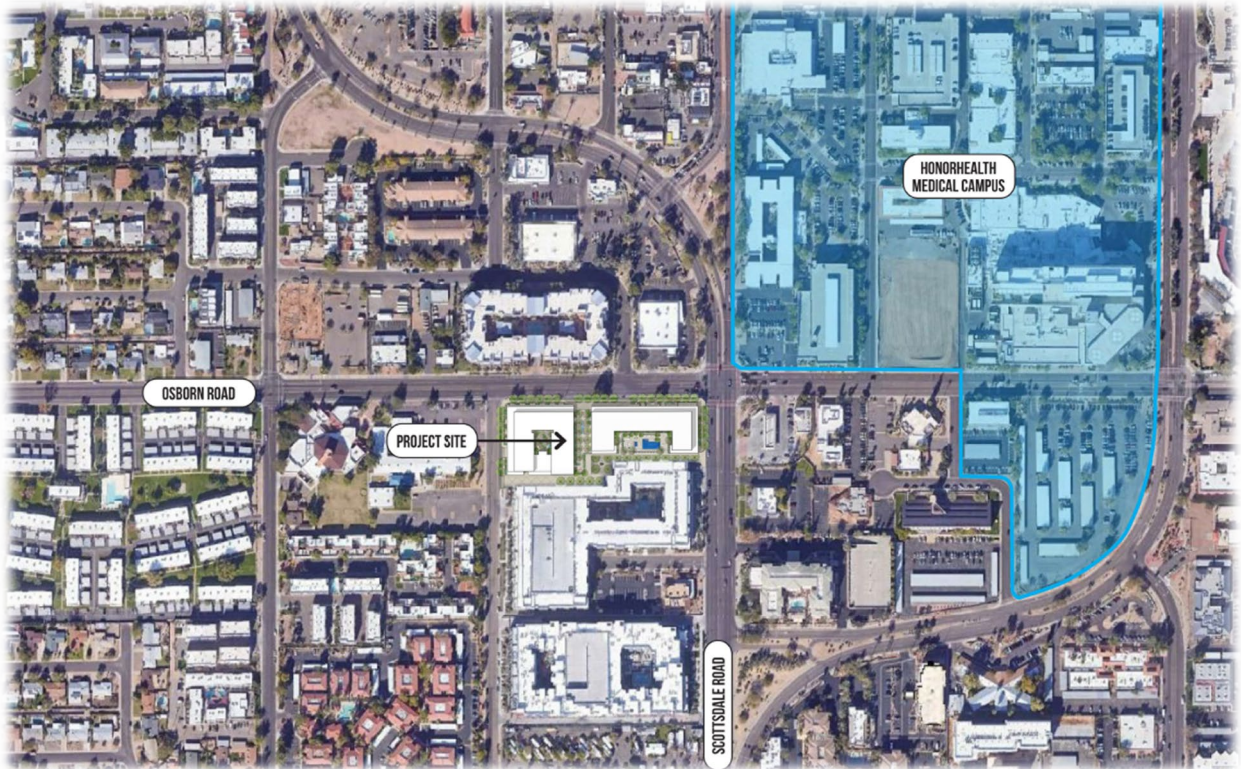 HONORHEALTH
MEDICAL CAMPUS
OSBORN ROAD
PROJECT SITE
SCOTTSDALE ROAD